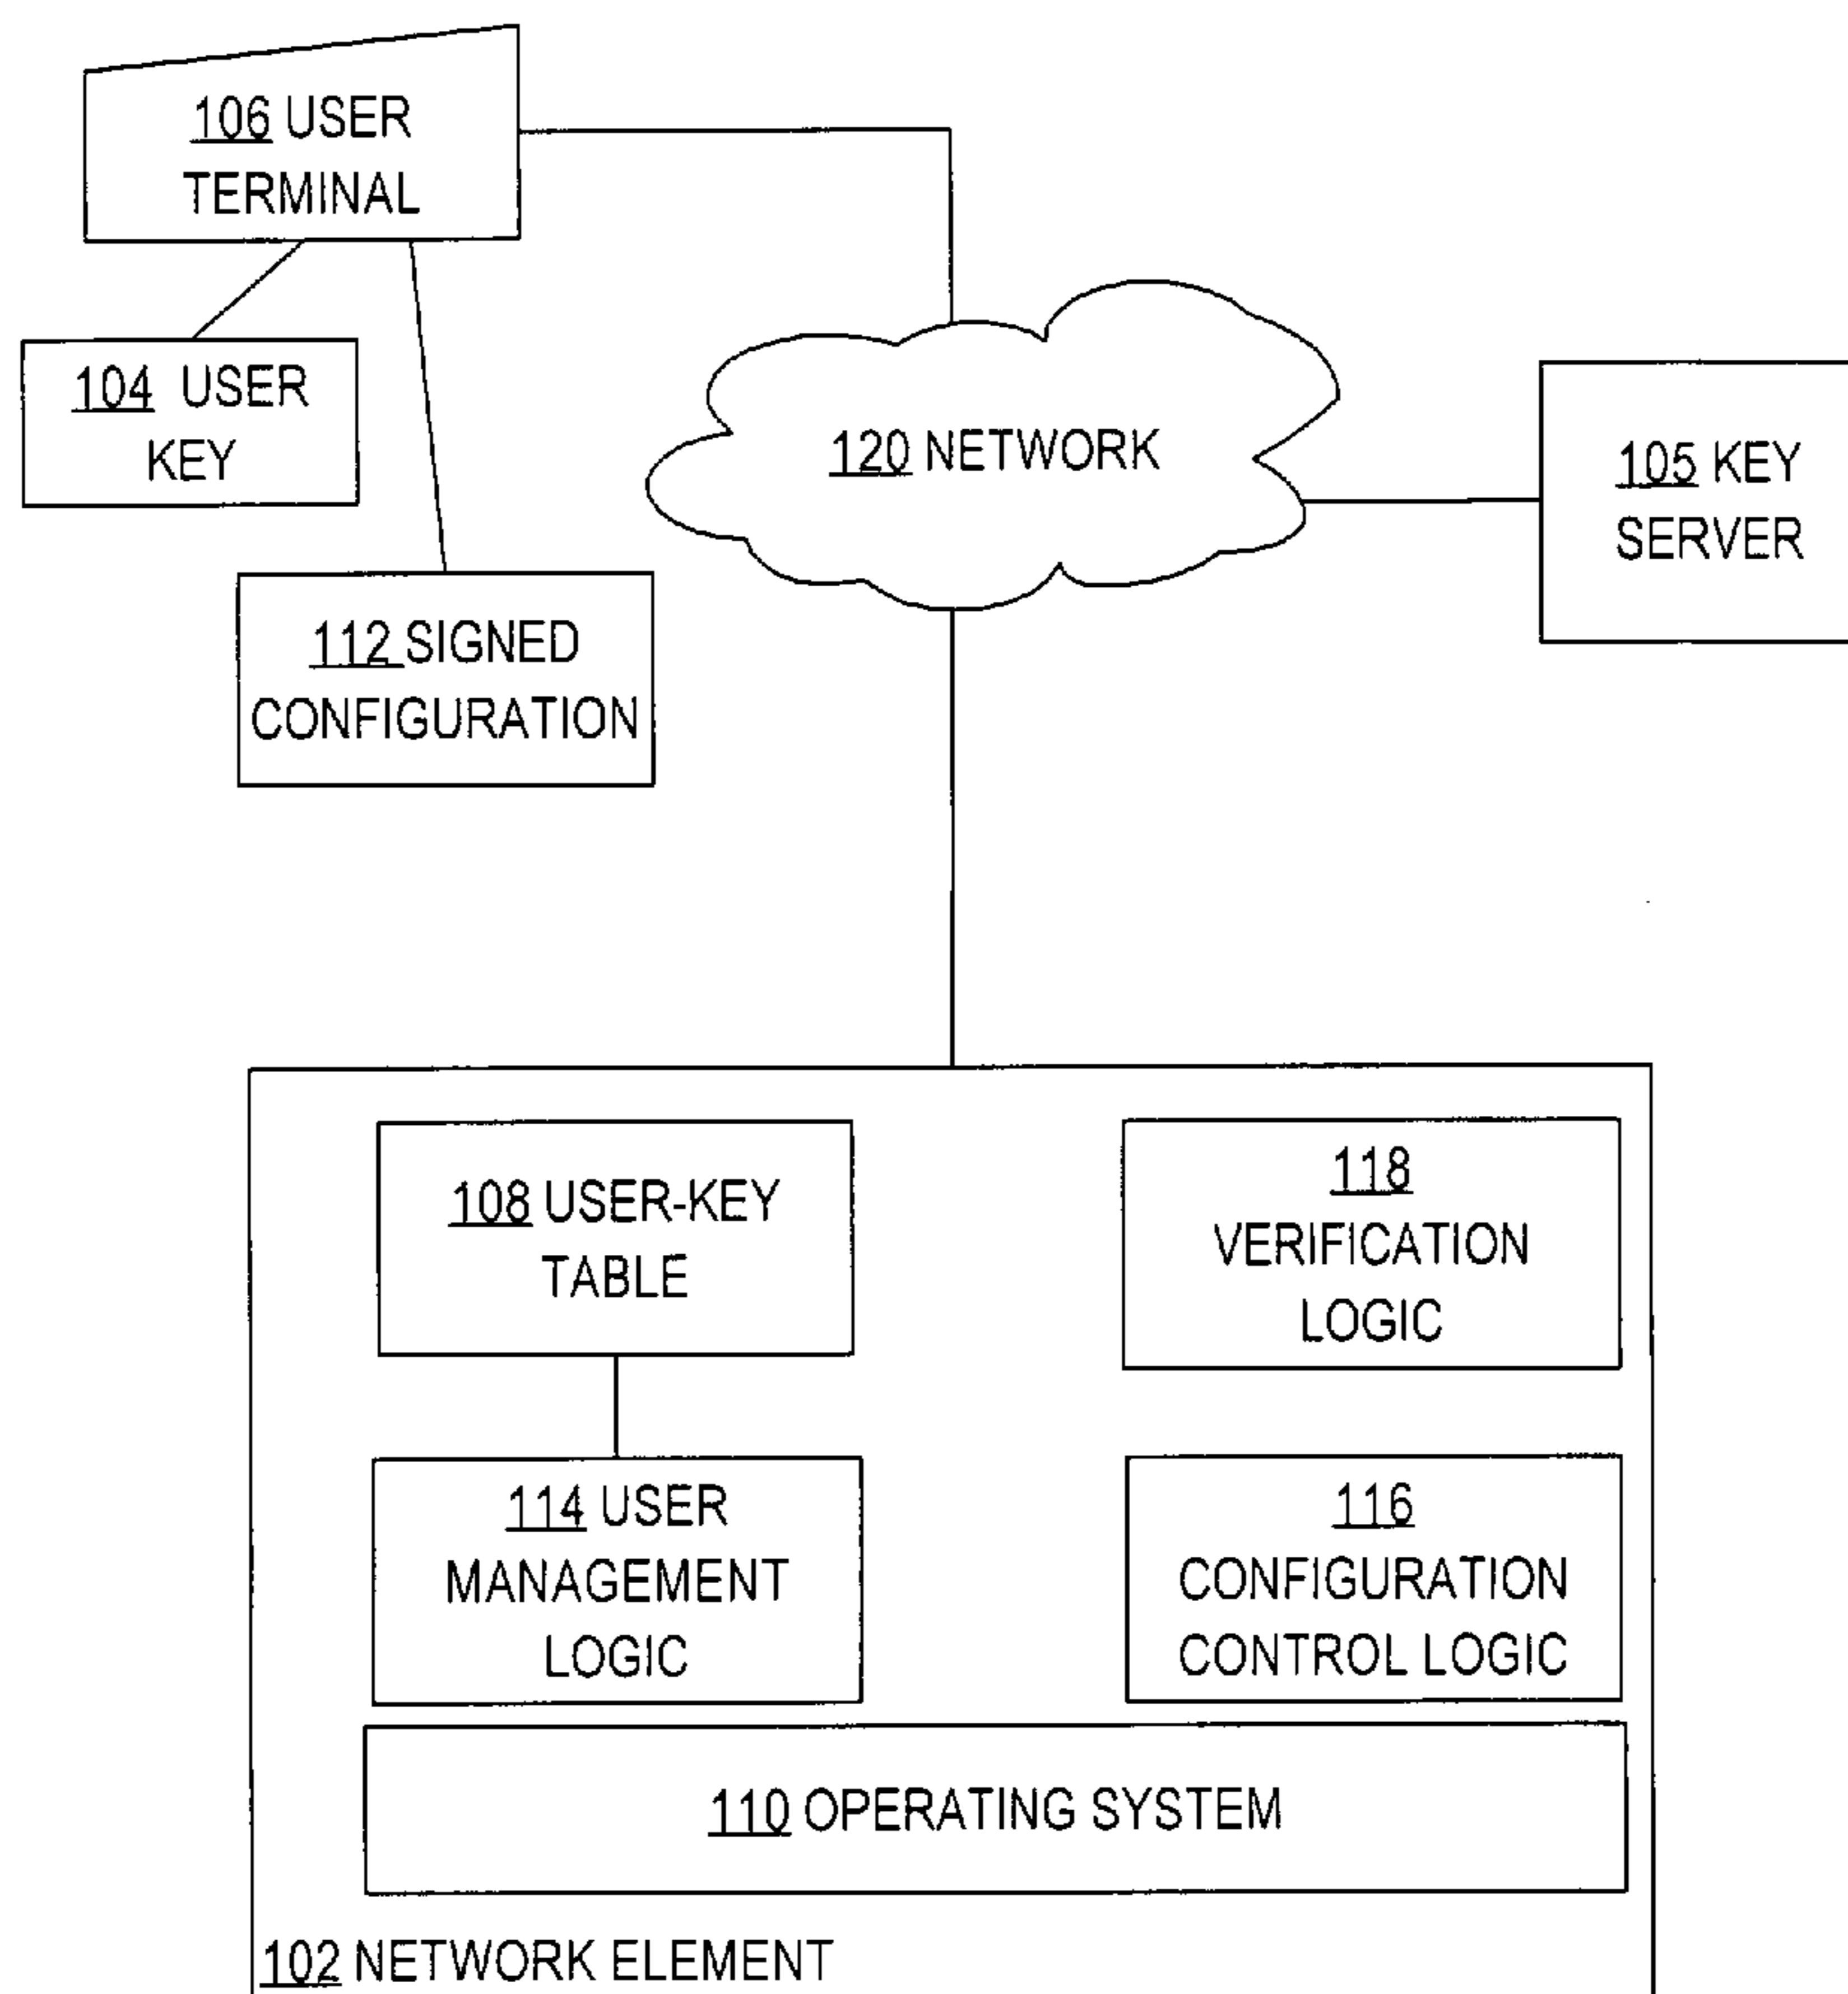 106 USER
TERMINAL
104 USER
KEY
120 NETWORK
105 KEY
SERVER
112 SIGNED
CONFIGURATION
108 USER-KEY
TABLE
118
VERIFICATION
LOGIC
114 USER
MANAGEMENT
LOGIC
116
CONFIGURATION
CONTROL LOGIC
110 OPERATING SYSTEM
102 NETWORK ELEMENT